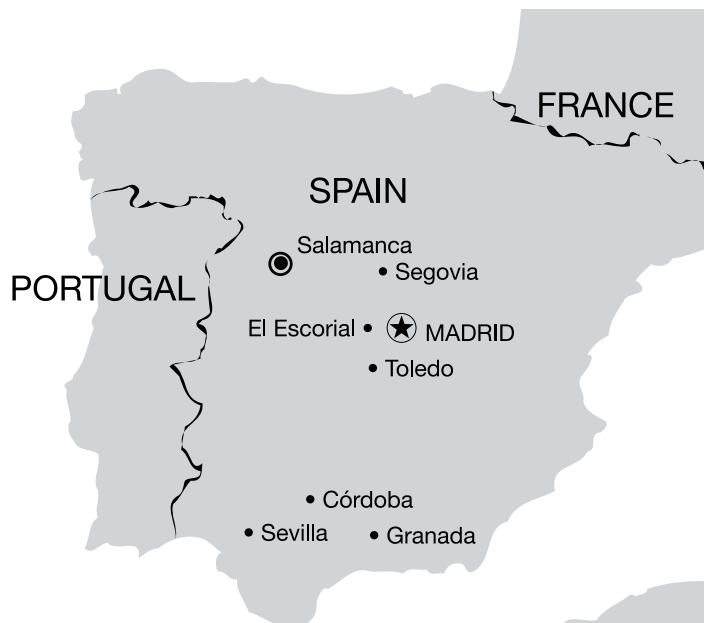 FRANCE
SPAIN
Salamanca
Segovia
PORTUGAL
El Escorial
MADRID
Toledo
Córdoba
Sevilla
Granada